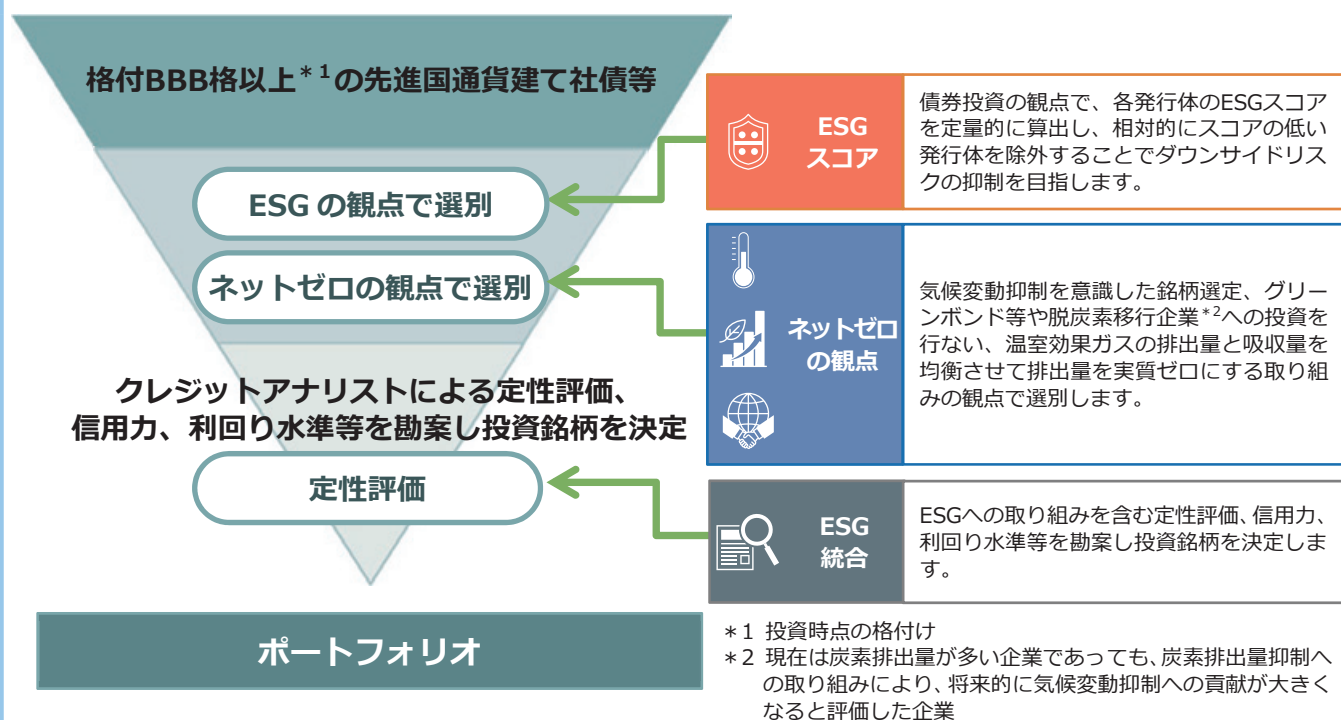 格付BBB格以上＊1の先進国通貨建て社債等
ESG の観点で選別
ネットゼロの観点で選別
クレジットアナリストによる定性評価、
信用力、利回り水準等を勘案し投資銘柄を決定
定性評価
ポートフォリオ
ESG
スコア
債券投資の観点で、各発行体のESGスコア
を定量的に算出し、相対的にスコアの低い
発行体を除外することでダウンサイドリス
クの抑制を目指します。
ネットゼロ
の観点
気候変動抑制を意識した銘柄選定、グリー
ンボンド等や脱炭素移行企業＊2への投資を
行ない、温室効果ガスの排出量と吸収量を
均衡させて排出量を実質ゼロにする取り組
みの観点で選別します。
ESG
統合
ESGへの取り組みを含む定性評価、信用力、
利回り水準等を勘案し投資銘柄を決定しま
す。
＊1 投資時点の格付け
＊2 現在は炭素排出量が多い企業であっても、炭素排出量抑制へ
の取り組みにより、将来的に気候変動抑制への貢献が大きく
なると評価した企業